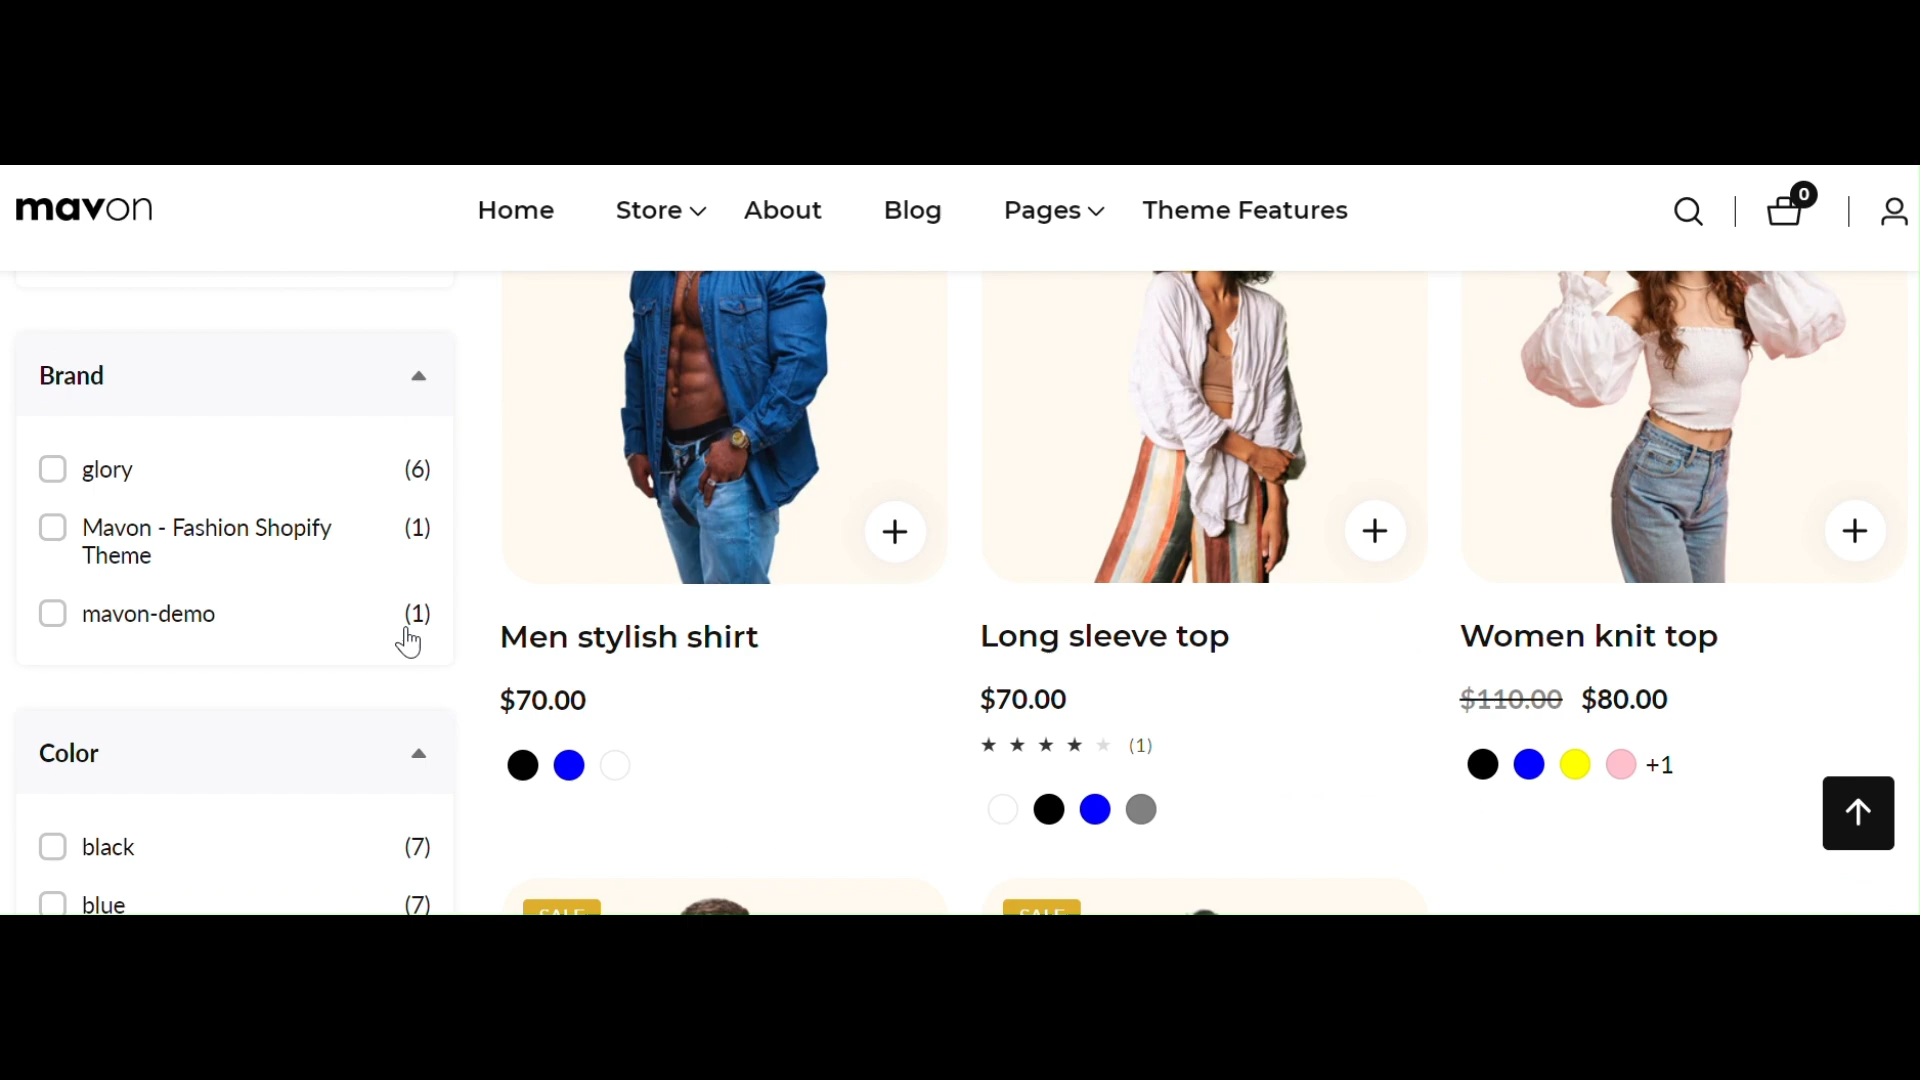 mavon
Home Store About Blog Pages Theme Features
0
Brand
glory (6)
Mavon - Fashion Shopify (1)
Theme
mavon-demo (1)
Color
black (7)
blue (7)
Men stylish shirt
$70.00
Long sleeve top
$70.00
(1)
Women knit top
$110.00 $80.00
+1
SALE
SALE